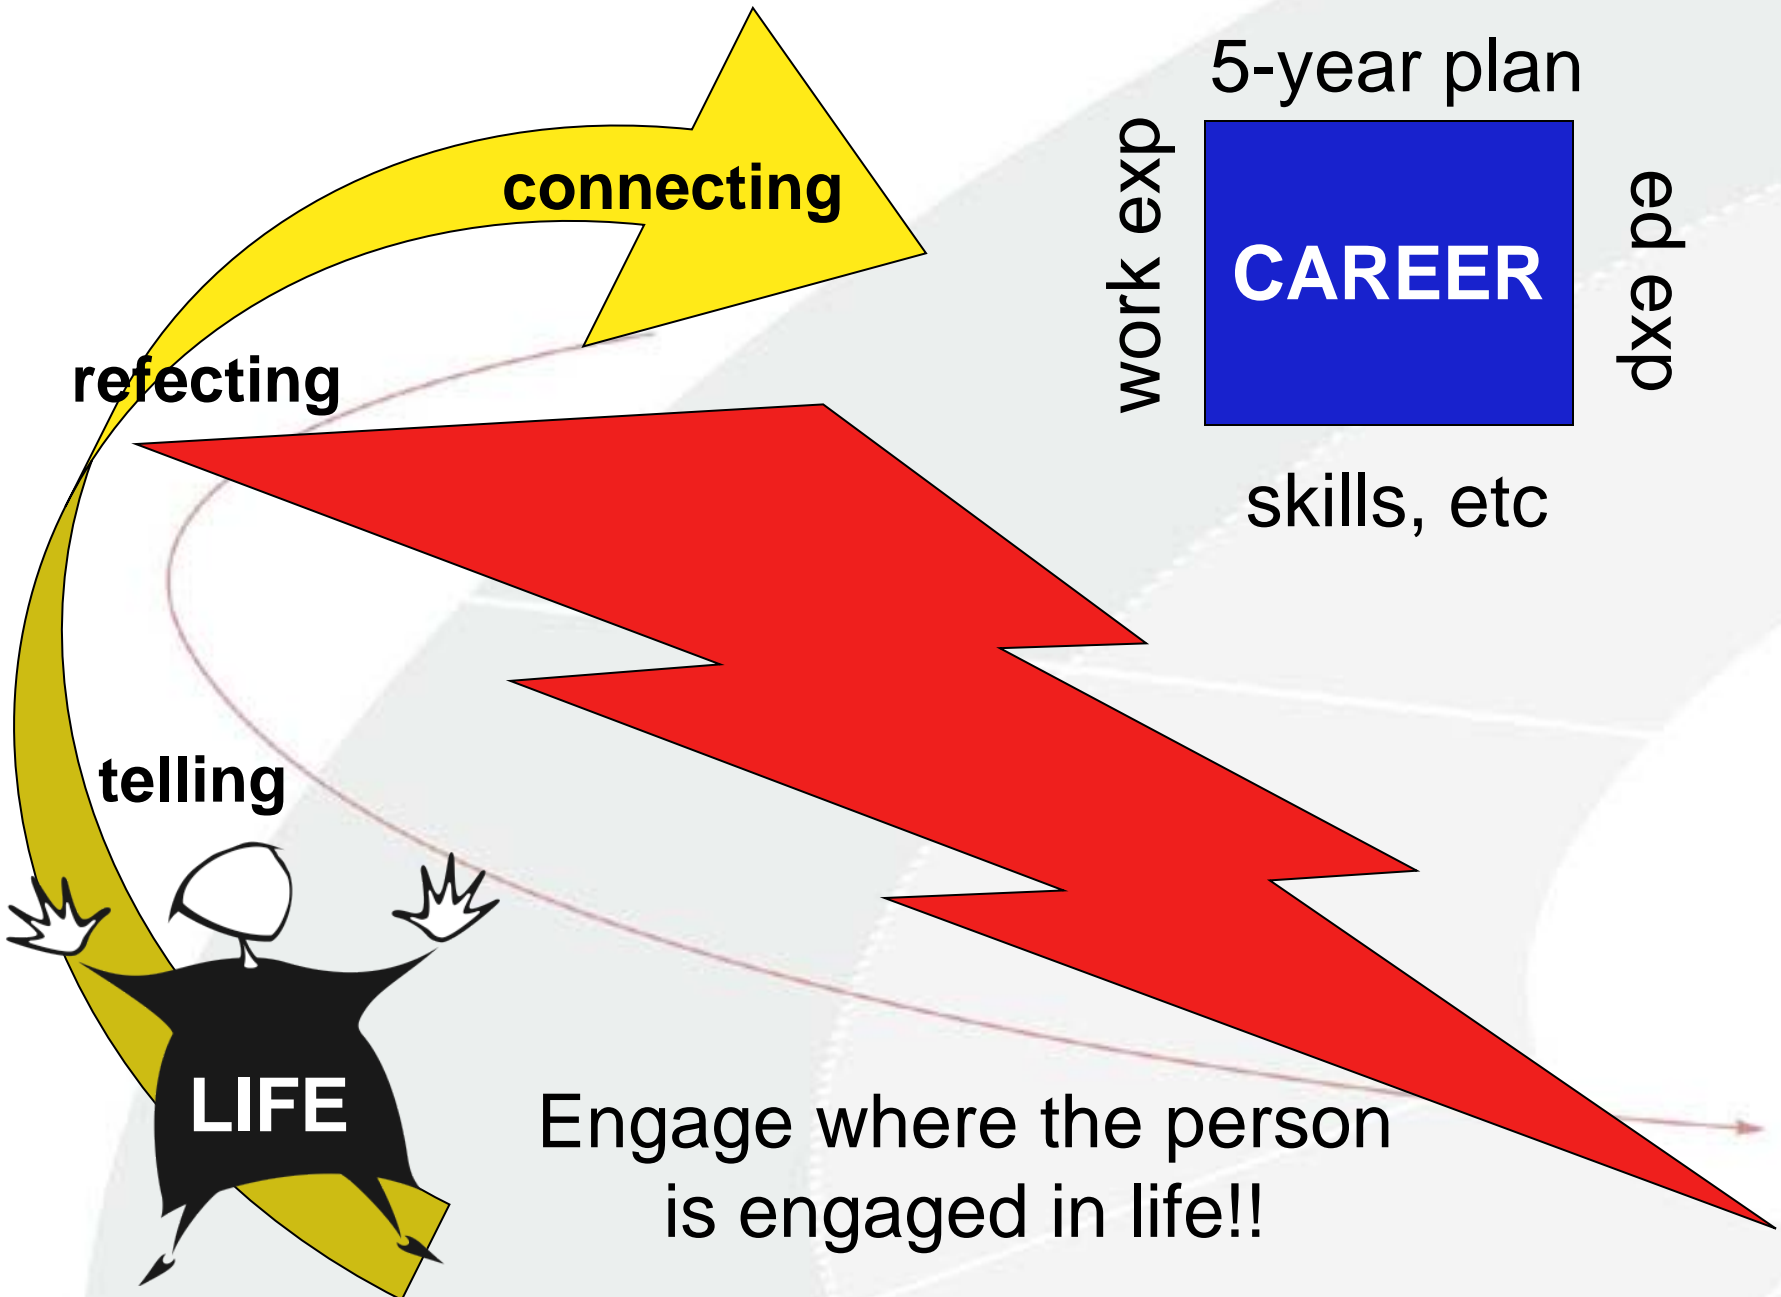 5-year plan
work exp
CAREER
ed exp
skills, etc
connecting
refecting
telling
LIFE
Engage where the person
is engaged in life!!